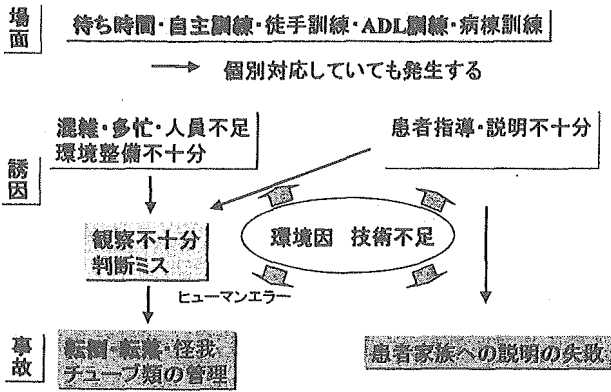 場面
待ち時間・自主訓練・徒手訓練・ADL訓練・病棟訓練
個別対応していても発生する
誘因
混雑・多忙・人員不足
環境整備不十分
患者指導・説明不十分
観察不十分
判断ミス
環境因 技術不足
ヒューマンエラー
事故
転倒・転落・怪我・
チューブ類の管理
患者家族への説明の失敗